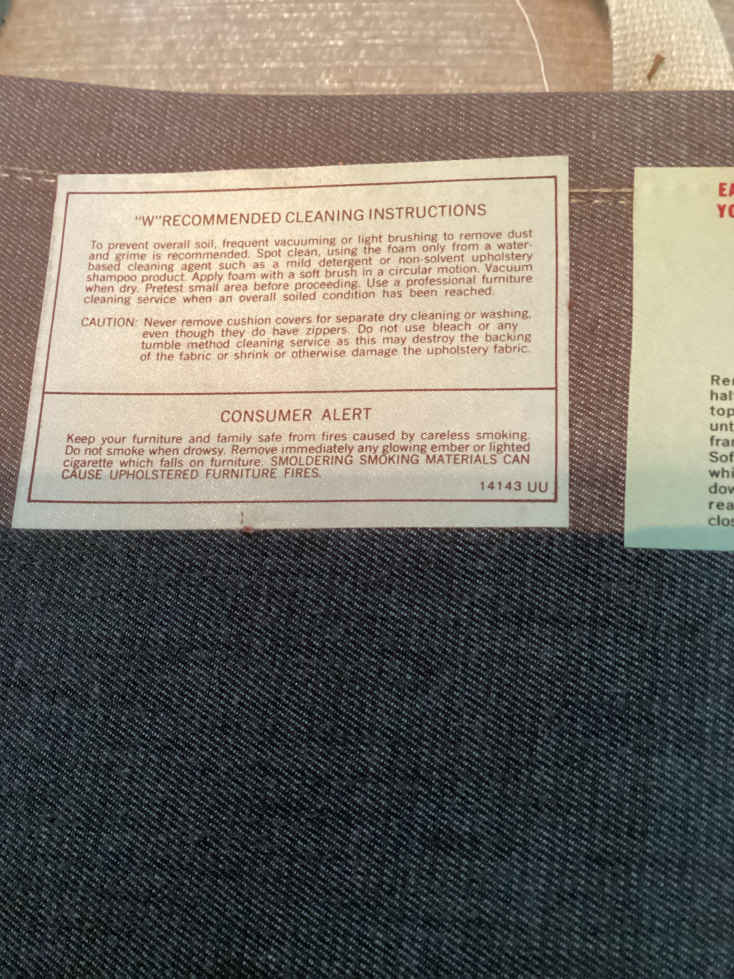 "W"RECOMMENDED CLEANING INSTRUCTIONS
To prevent overall soil, frequent vacuuming or light brushing to remove dust
and grime is recommended. Spot clean, using the foam only from a water-
based cleaning agent such as a mild detergent or non-solvent upholstery
shampoo product. Apply foam with a soft brush in a circular motion. Vacuum
when dry. Pretest small area before proceeding. Use a professional furniture
cleaning service when an overall soiled condition has been reached.
CAUTION: Never remove cushion covers for separate dry cleaning or washing,
even though they do have zippers. Do not use bleach or any
tumble method cleaning service as this may destroy the backing
of the fabric or shrink or otherwise damage the upholstery fabric.
CONSUMER ALERT
Keep your furniture and family safe from fires caused by careless smoking.
Do not smoke when drowsy. Remove immediately any glowing ember or lighted
cigarette which falls on furniture. SMOLDERING SMOKING MATERIALS CAN
CAUSE UPHOLSTERED FURNITURE FIRES.
14143 UU